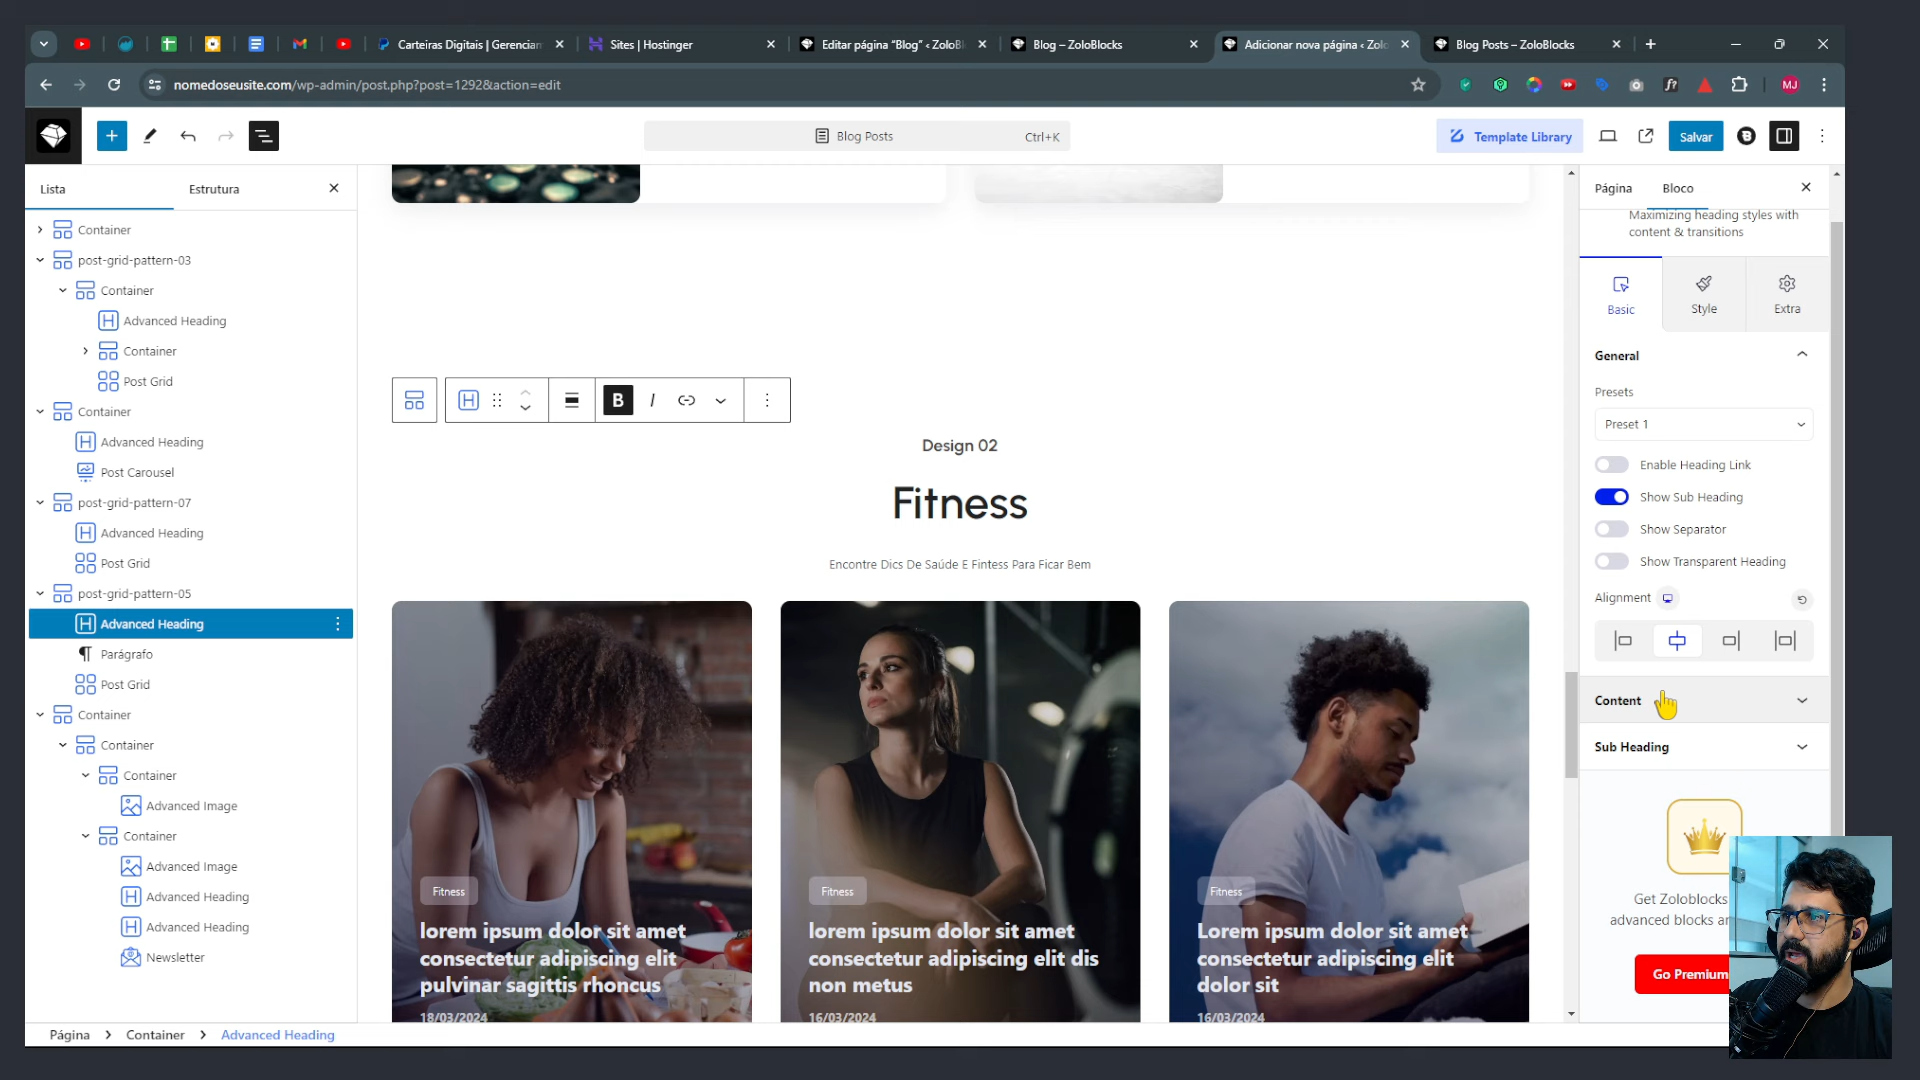 Carteiras Digitais | Gerenciam
Sites | Hostinger
Editar página "Blog" ‹ ZoloBl
Blog – ZoloBlocks
Adicionar nova página ‹ Zolo
Blog Posts – ZoloBlocks
nomedoseusite.com/wp-admin/post.php?post=1292&action=edit
MJ
Blog Posts
Ctrl+K
Template Library
Salvar
Lista
Estrutura
Container
post-grid-pattern-03
Container
Advanced Heading
Container
Post Grid
Container
Advanced Heading
Post Carousel
post-grid-pattern-07
Advanced Heading
Post Grid
post-grid-pattern-05
Advanced Heading
Parágrafo
Post Grid
Container
Container
Container
Advanced Image
Container
Advanced Image
Advanced Heading
Advanced Heading
Newsletter
B
I
Design 02
Fitness
Encontre Dics De Saúde E Fintess Para Ficar Bem
Fitness
lorem ipsum dolor sit amet
consectetur adipiscing elit
pulvinar sagittis rhoncus
18/03/2024
Fitness
lorem ipsum dolor sit amet
consectetur adipiscing elit dis
non metus
16/03/2024
Fitness
Lorem ipsum dolor sit amet
consectetur adipiscing elit
dolor sit
16/03/2024
Página
Bloco
Maximizing heading styles with
content & transitions
Basic
Style
Extra
General
Presets
Preset 1
Enable Heading Link
Show Sub Heading
Show Separator
Show Transparent Heading
Alignment
Content
Sub Heading
Get Zoloblocks
advanced blocks
Go Premium
Página
Container
Advanced Heading